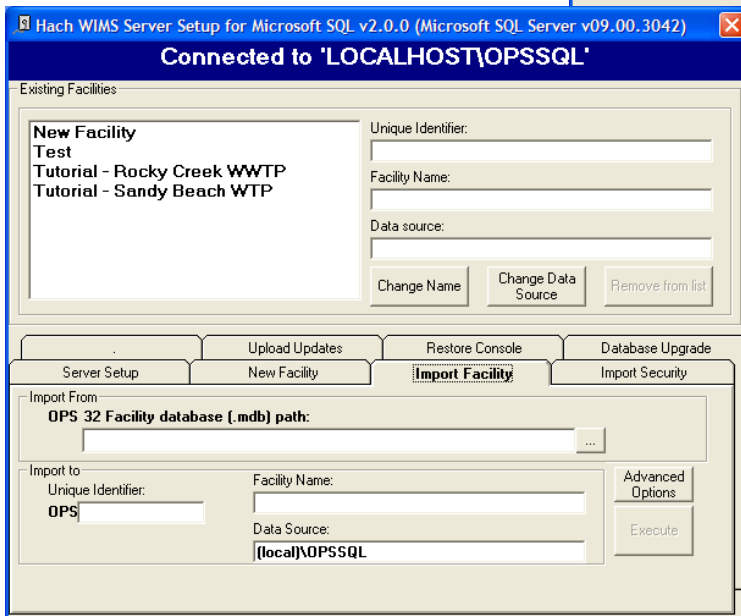 Hach WIMS Server Setup for Microsoft SQL v2.0.0 (Microsoft SQL Server v09.00.3042)
Connected to 'LOCALHOST\OPSSQL'
Existing Facilities
New Facility
Test
Tutorial - Rocky Creek WWTP
Tutorial - Sandy Beach WTP
Unique Identifier:
Facility Name:
Data source:
Change Name
Change Data
Source
Remove from list
.
Upload Updates
Restore Console
Database Upgrade
Server Setup
New Facility
Import Facility
Import Security
Import From
OPS 32 Facility database (.mdb) path:
...
Import to
Unique Identifier:
OPS
Facility Name:
Data Source:
(local)\OPSSQL
Advanced
Options
Execute